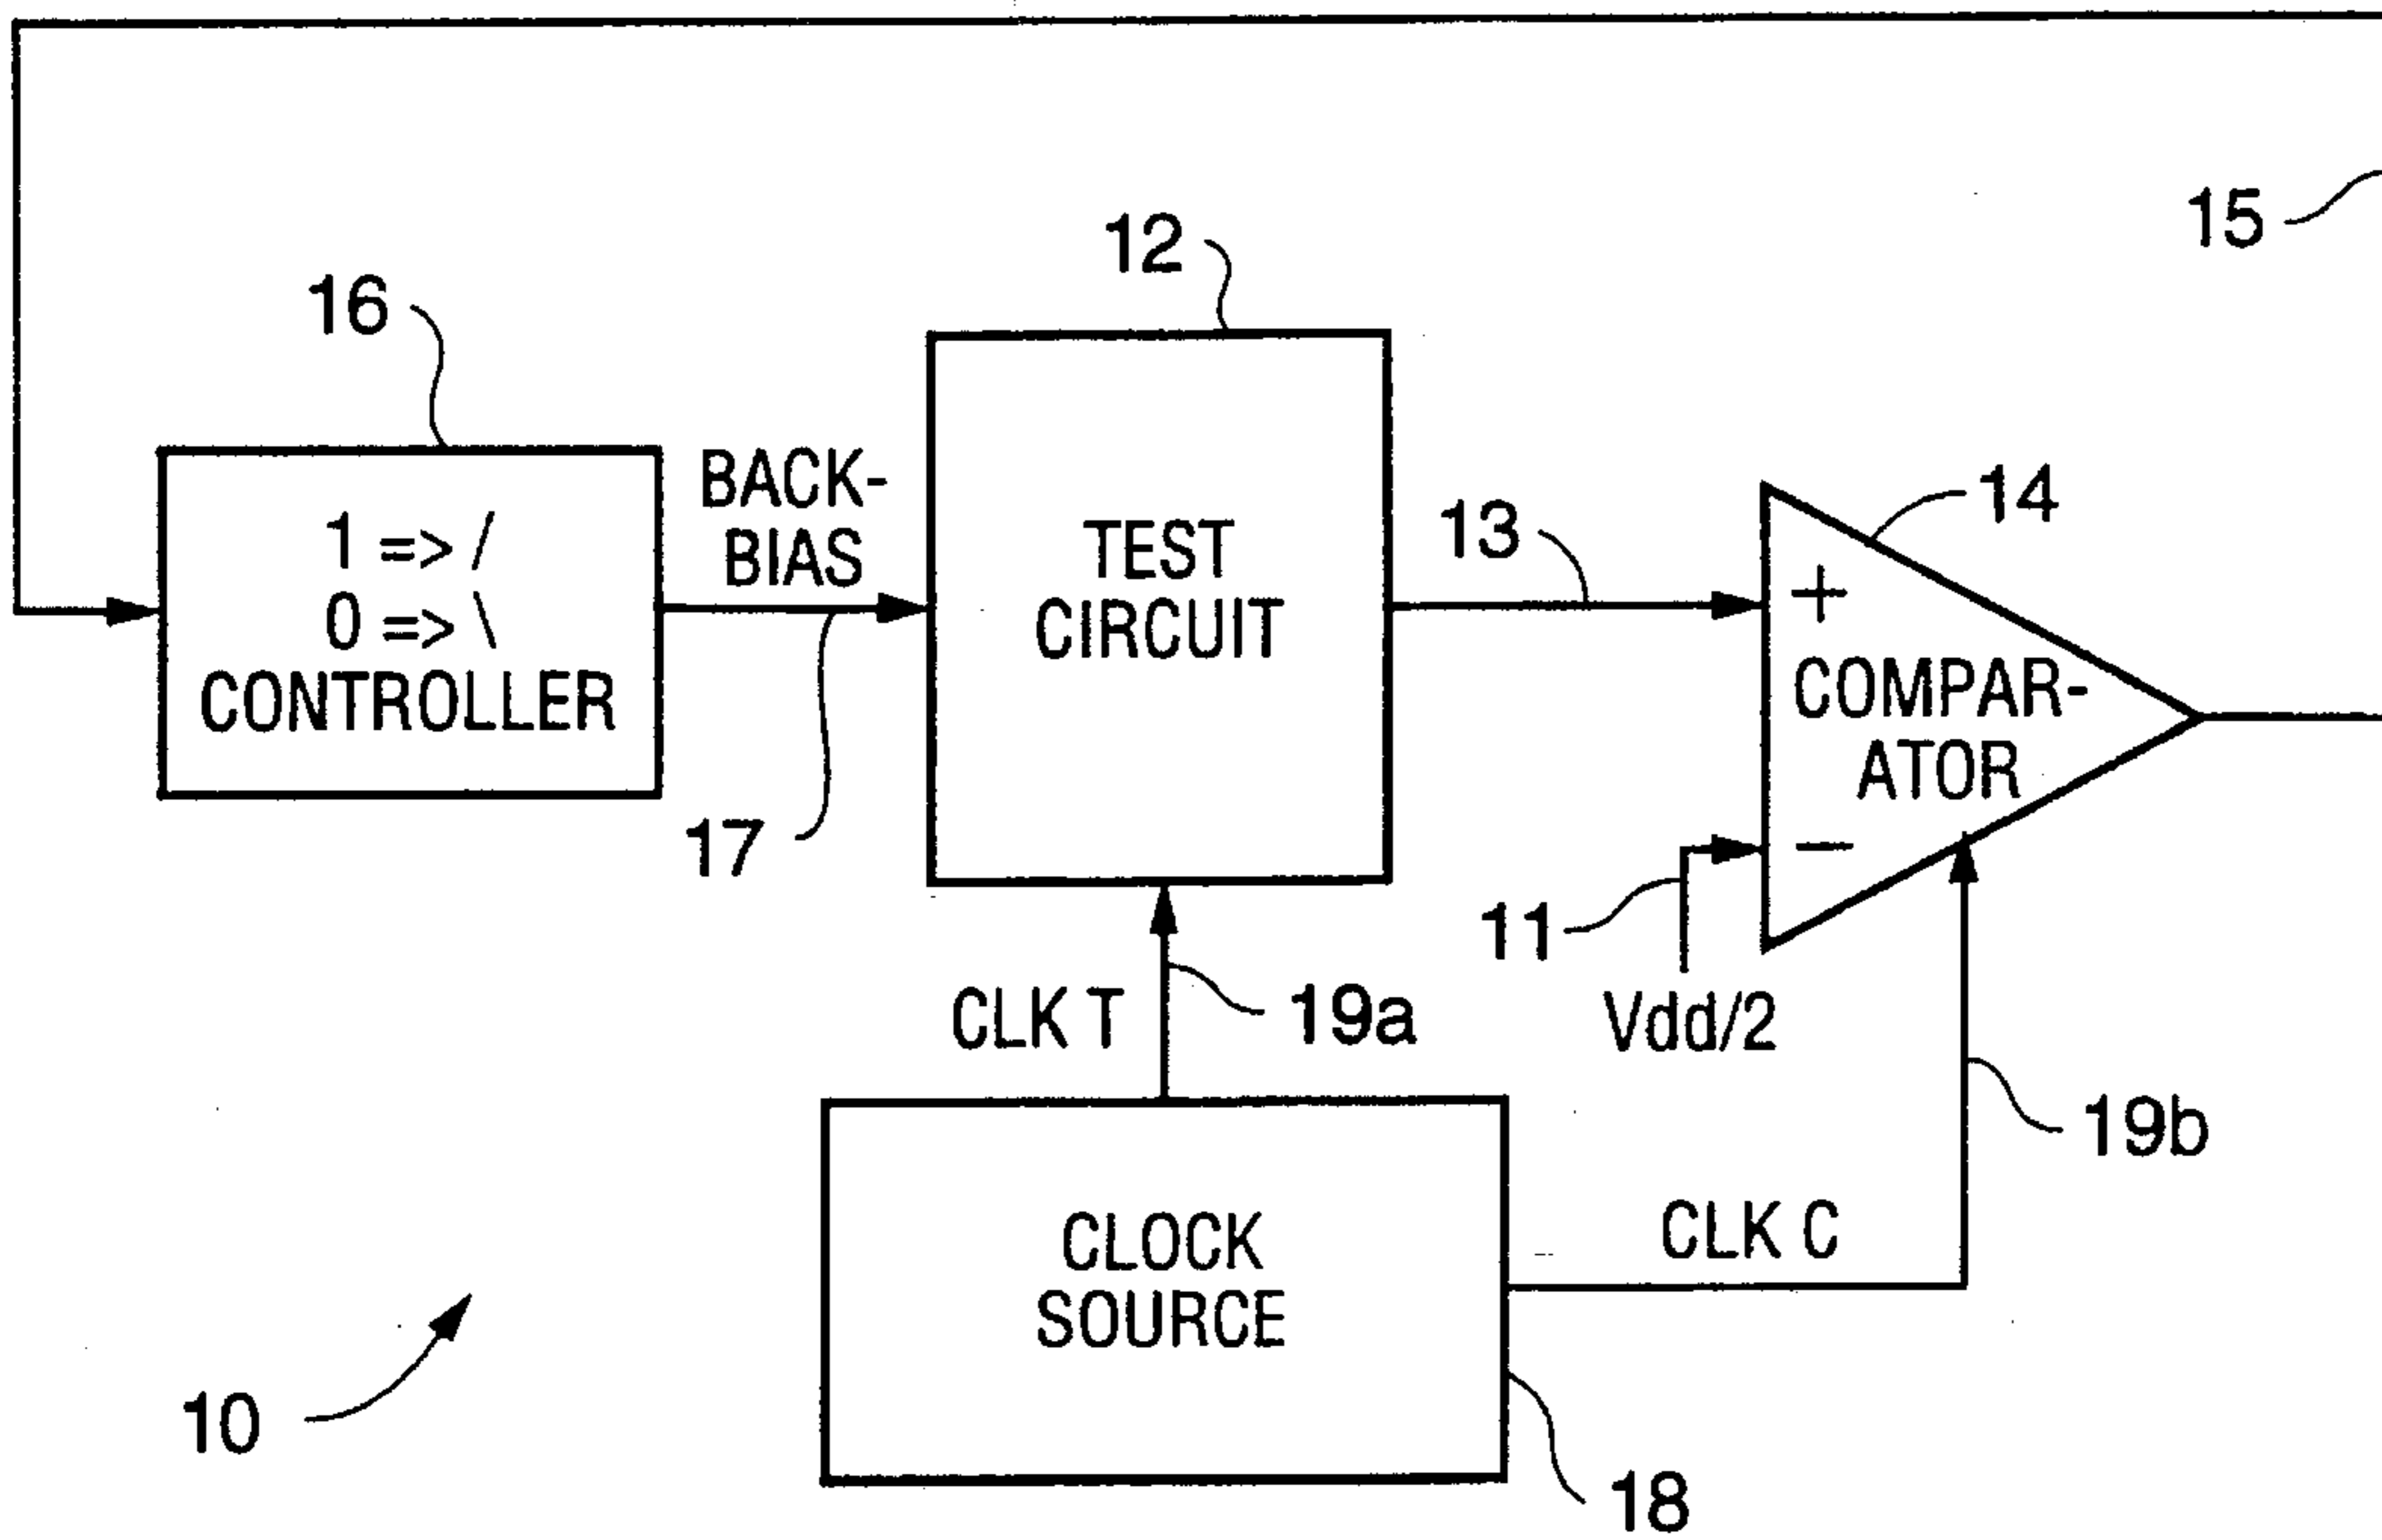 15
12
16
BACK-
BIAS
1 => /
0 => \
CONTROLLER
17
TEST
CIRCUIT
13
14
+
COMPAR-
ATOR
−
11
Vdd/2
CLK T
19a
19b
CLK C
CLOCK
SOURCE
18
10